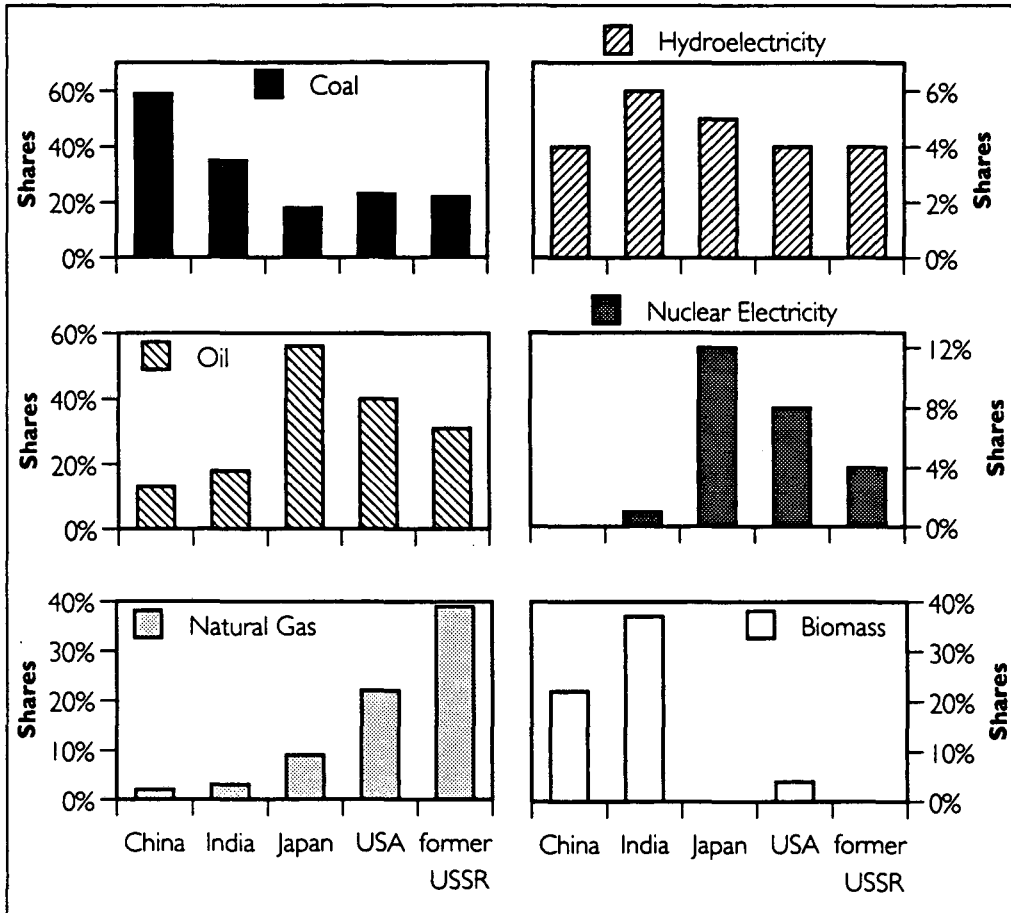 Coal
60%
40%
20%
0%
Shares
Hydroelectricity
6%
4%
2%
0%
Shares
Oil
60%
40%
20%
0%
Shares
Nuclear Electricity
12%
8%
4%
0%
Shares
Natural Gas
40%
30%
20%
10%
0%
Shares
China India Japan USA former
USSR
Biomass
40%
30%
20%
10%
0%
Shares
China India Japan USA former
USSR